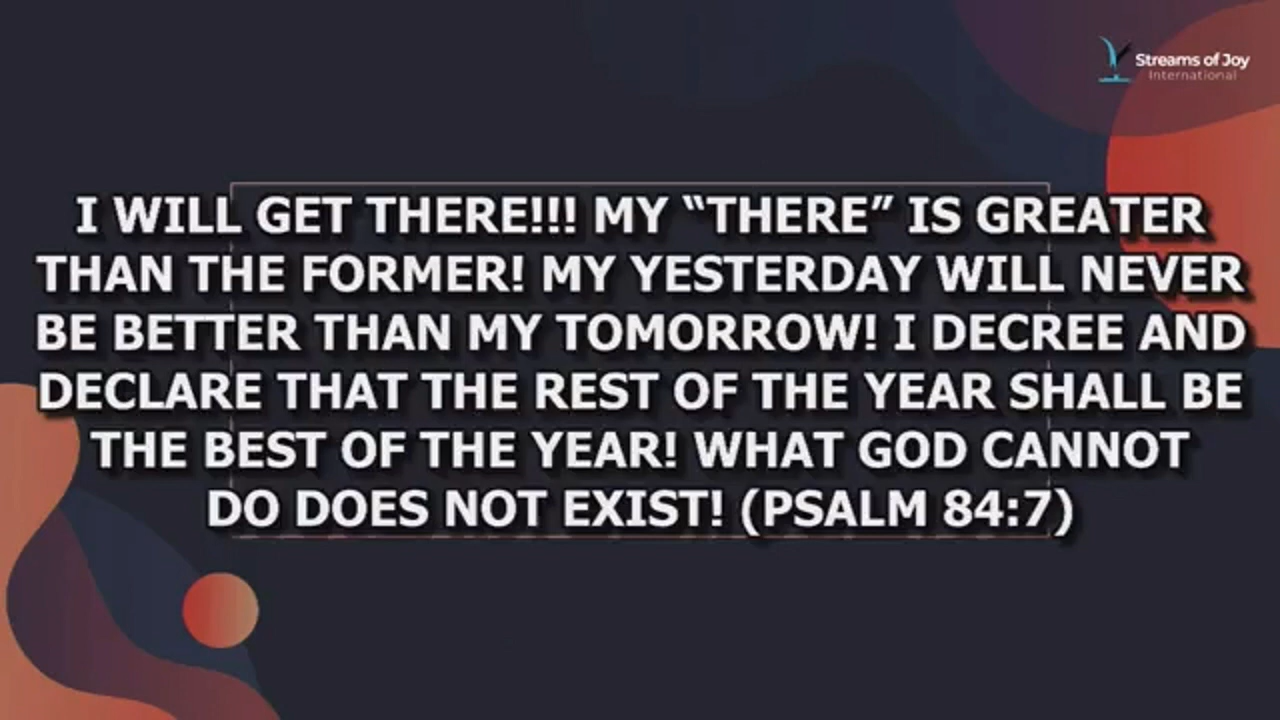 Streams of Joy
International
I WILL GET THERE!!! MY “THERE” IS GREATER
THAN THE FORMER! MY YESTERDAY WILL NEVER
BE BETTER THAN MY TOMORROW! I DECREE AND
DECLARE THAT THE REST OF THE YEAR SHALL BE
THE BEST OF THE YEAR! WHAT GOD CANNOT
DO DOES NOT EXIST! (PSALM 84:7)